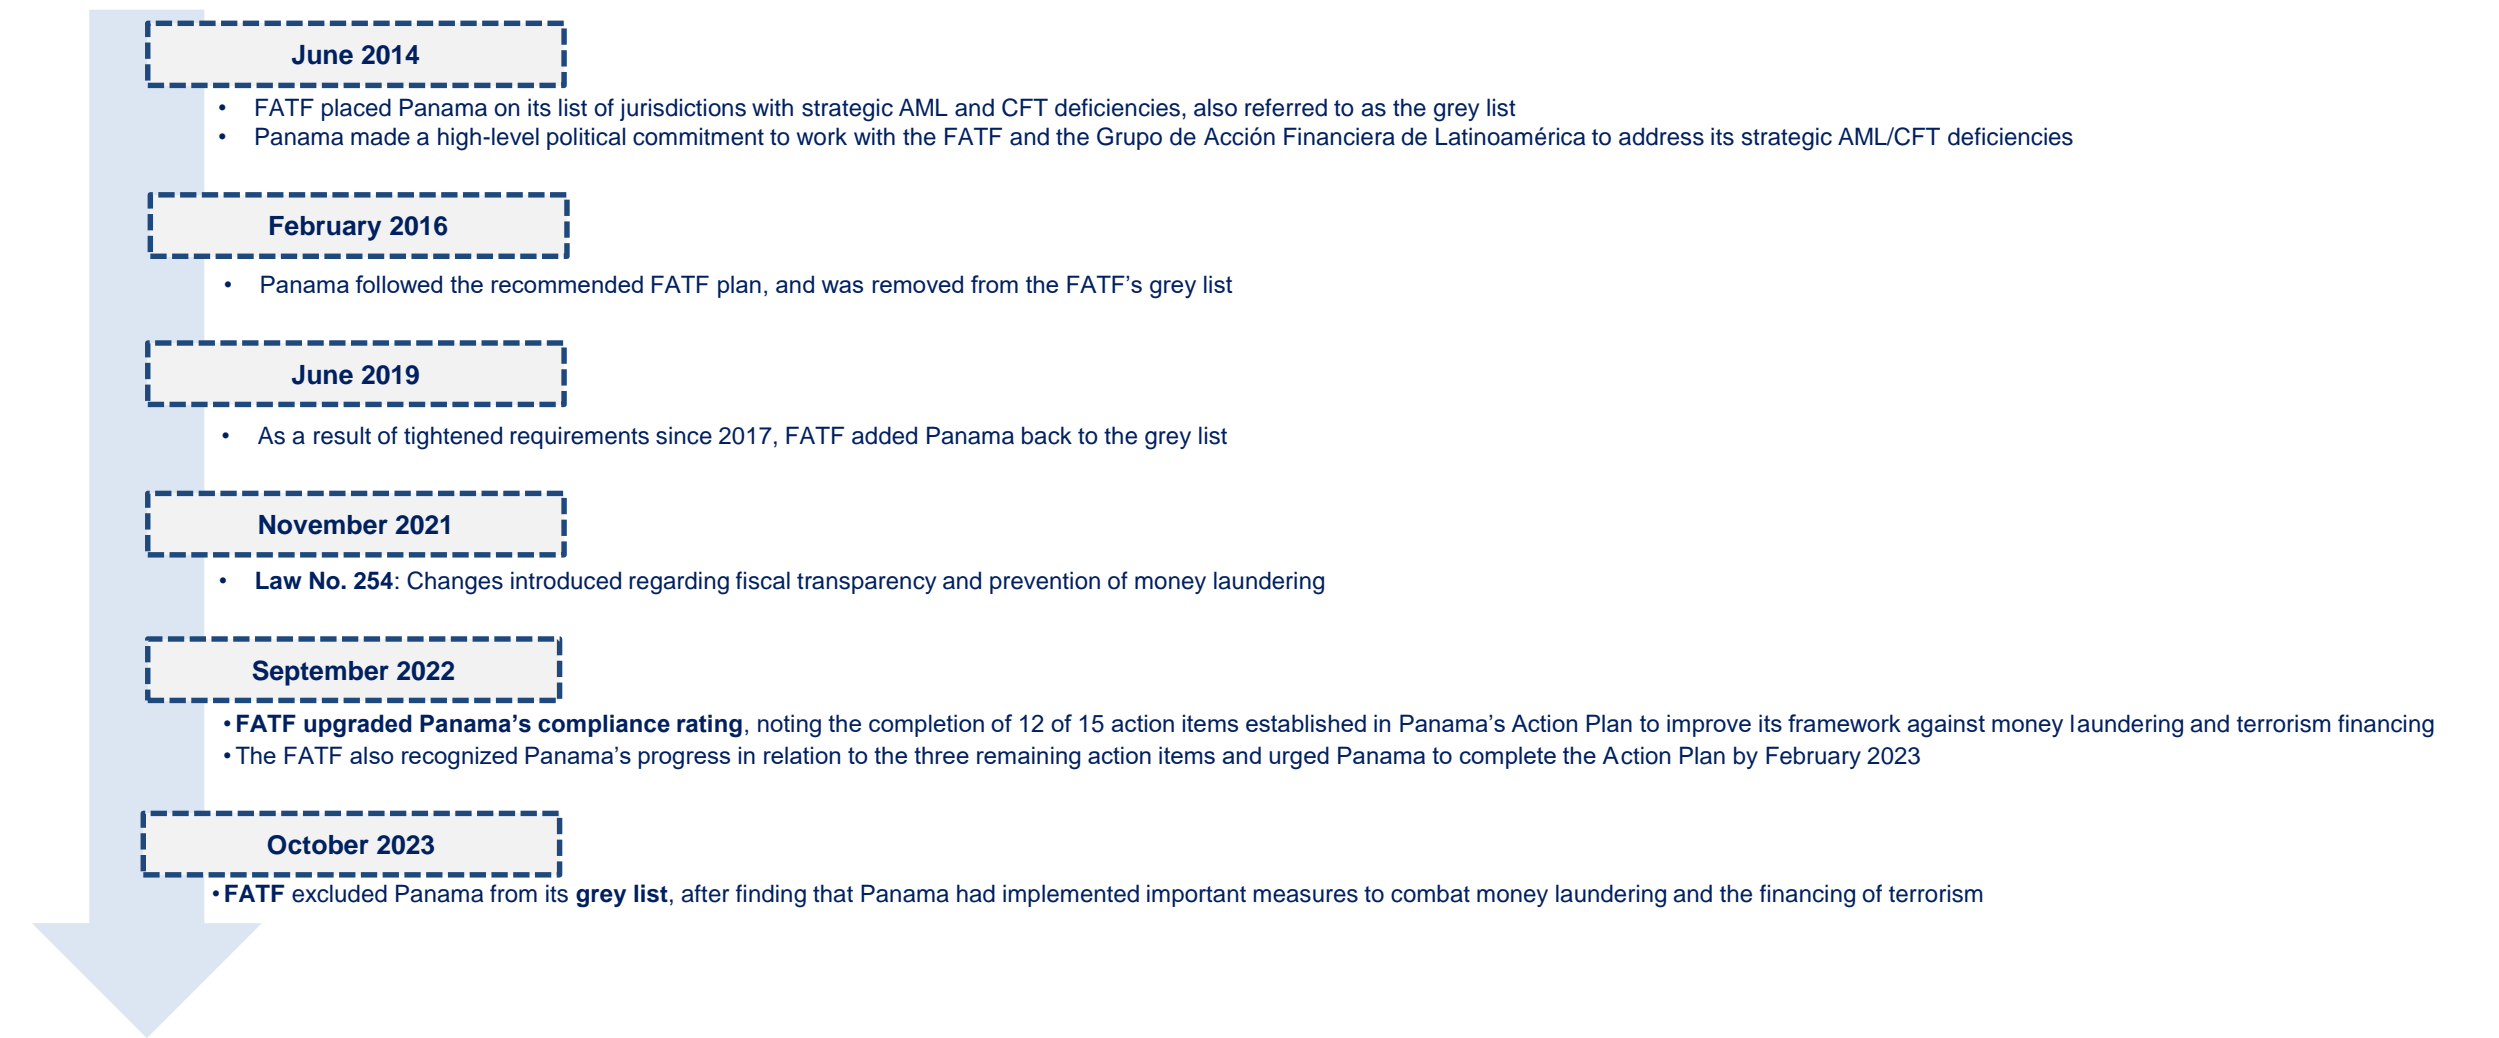 June 2014
• FATF placed Panama on its list of jurisdictions with strategic AML and CFT deficiencies, also referred to as the grey list
• Panama made a high-level political commitment to work with the FATF and the Grupo de Acción Financiera de Latinoamérica to address its strategic AML/CFT deficiencies
February 2016
• Panama followed the recommended FATF plan, and was removed from the FATF’s grey list
June 2019
• As a result of tightened requirements since 2017, FATF added Panama back to the grey list
November 2021
• Law No. 254: Changes introduced regarding fiscal transparency and prevention of money laundering
September 2022
• FATF upgraded Panama’s compliance rating, noting the completion of 12 of 15 action items established in Panama’s Action Plan to improve its framework against money laundering and terrorism financing
• The FATF also recognized Panama’s progress in relation to the three remaining action items and urged Panama to complete the Action Plan by February 2023
October 2023
• FATF excluded Panama from its grey list, after finding that Panama had implemented important measures to combat money laundering and the financing of terrorism